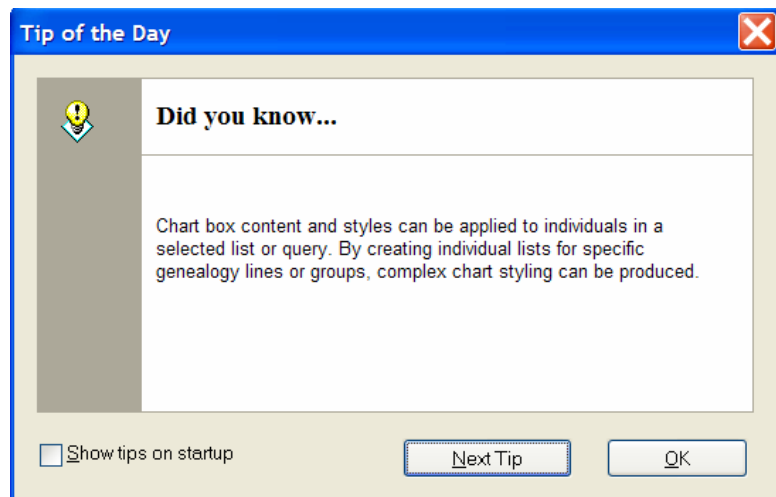 Tip of the Day
Did you know...
Chart box content and styles can be applied to individuals in a
selected list or query. By creating individual lists for specific
genealogy lines or groups, complex chart styling can be produced.
Show tips on startup
Next Tip
OK